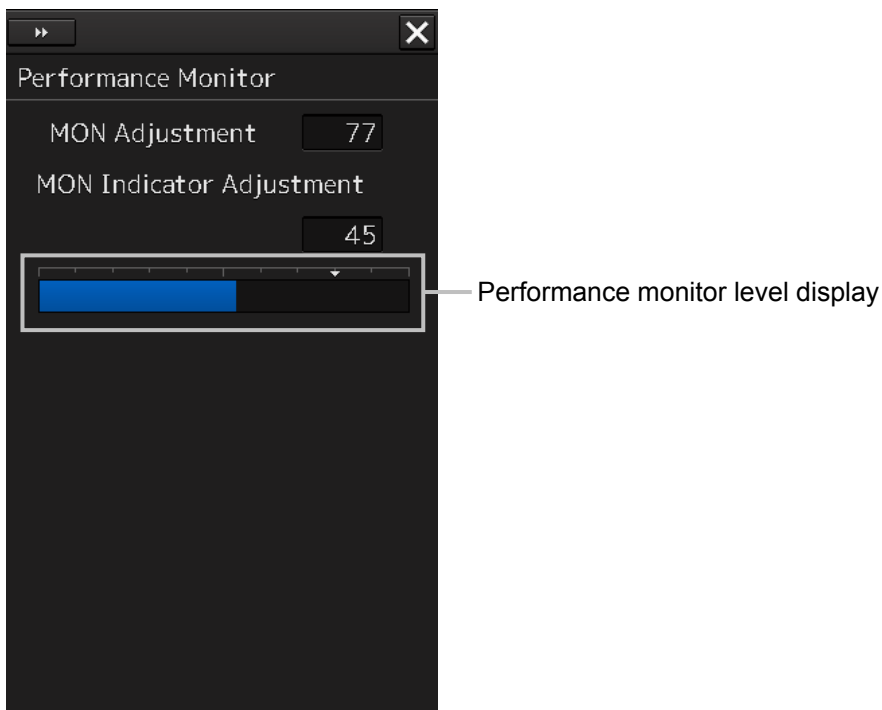 Performance Monitor
MON Adjustment 77
MON Indicator Adjustment
45
Performance monitor level display